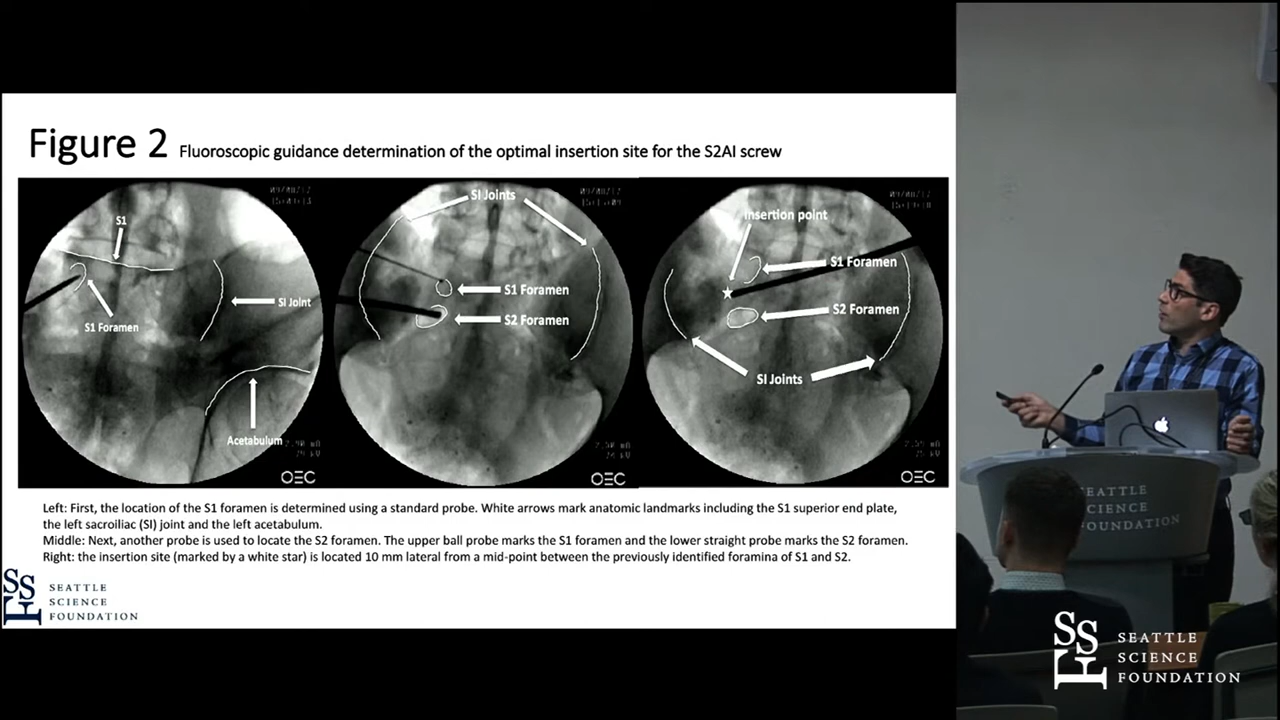 Figure 2 Fluoroscopic guidance determination of the optimal insertion site for the S2AI screw
S1
S1 Foramen
SI Joint
Acetabulum
OEC
SI Joints
S1 Foramen
S2 Foramen
OEC
Insertion point
S1 Foramen
S2 Foramen
SI Joints
OEC
Left: First, the location of the S1 foramen is determined using a standard probe. White arrows mark anatomic landmarks including the S1 superior end plate,
the left sacroiliac (SI) joint and the left acetabulum.
Middle: Next, another probe is used to locate the S2 foramen. The upper ball probe marks the S1 foramen and the lower straight probe marks the S2 foramen.
Right: the insertion site (marked by a white star) is located 10 mm lateral from a mid-point between the previously identified foramina of S1 and S2.
SSF
SEATTLE
SCIENCE
FOUNDATION
SEATTLE
SCIENCE
FOUNDATION
SSF
SEATTLE
SCIENCE
FOUNDATION